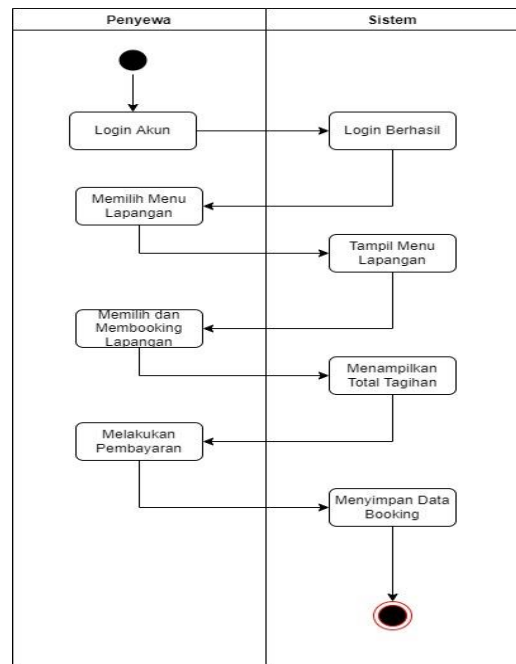 Penyewa
Sistem
Login Akun
Login Berhasil
Memilih Menu
Lapangan
Tampil Menu
Lapangan
Memilih dan
Membooking
Lapangan
Menampilkan
Total Tagihan
Melakukan
Pembayaran
Menyimpan Data
Booking